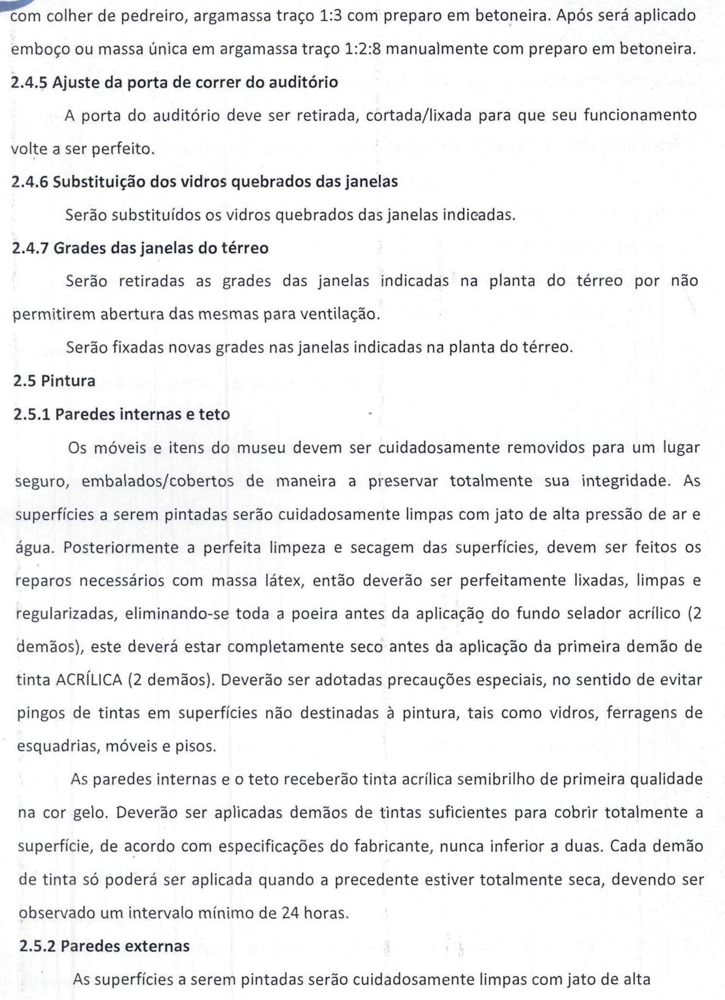 com colher de pedreiro, argamassa traço 1:3 com preparo em betoneira. Após será aplicado
emboço ou massa única em argamassa traço 1:2:8 manualmente com preparo em betoneira.
2.4.5 Ajuste da porta de correr do auditório
A porta do auditório deve ser retirada, cortada/lixada para que seu funcionamento
volte a ser perfeito.
2.4.6 Substituição dos vidros quebrados das janelas
Serão substituídos os vidros quebrados das janelas indicadas.
2.4.7 Grades das janelas do térreo
Serão retiradas as grades das janelas indicadas na planta do térreo por não
permitirem abertura das mesmas para ventilação.
Serão fixadas novas grades nas janelas indicadas na planta do térreo.
2.5 Pintura
2.5.1 Paredes internas e teto
Os móveis e itens do museu devem ser cuidadosamente removidos para um lugar
seguro, embalados/cobertos de maneira a preservar totalmente sua integridade. As
superfícies a serem pintadas serão cuidadosamente limpas com jato de alta pressão de ar e
água. Posteriormente a perfeita limpeza e secagem das superfícies, devem ser feitos os
reparos necessários com massa látex, então deverão ser perfeitamente lixadas, limpas e
regularizadas, eliminando-se toda a poeira antes da aplicação do fundo selador acrílico (2
demãos), este deverá estar completamente seco antes da aplicação da primeira demão de
tinta ACRÍLICA (2 demãos). Deverão ser adotadas precauções especiais, no sentido de evitar
pingos de tintas em superfícies não destinadas à pintura, tais como vidros, ferragens de
esquadrias, móveis e pisos.
As paredes internas e o teto receberão tinta acrílica semibrilho de primeira qualidade
na cor gelo. Deverão ser aplicadas demãos de tintas suficientes para cobrir totalmente a
superfície, de acordo com especificações do fabricante, nunca inferior a duas. Cada demão
de tinta só poderá ser aplicada quando a precedente estiver totalmente seca, devendo ser
observado um intervalo mínimo de 24 horas.
2.5.2 Paredes externas
As superfícies a serem pintadas serão cuidadosamente limpas com jato de alta